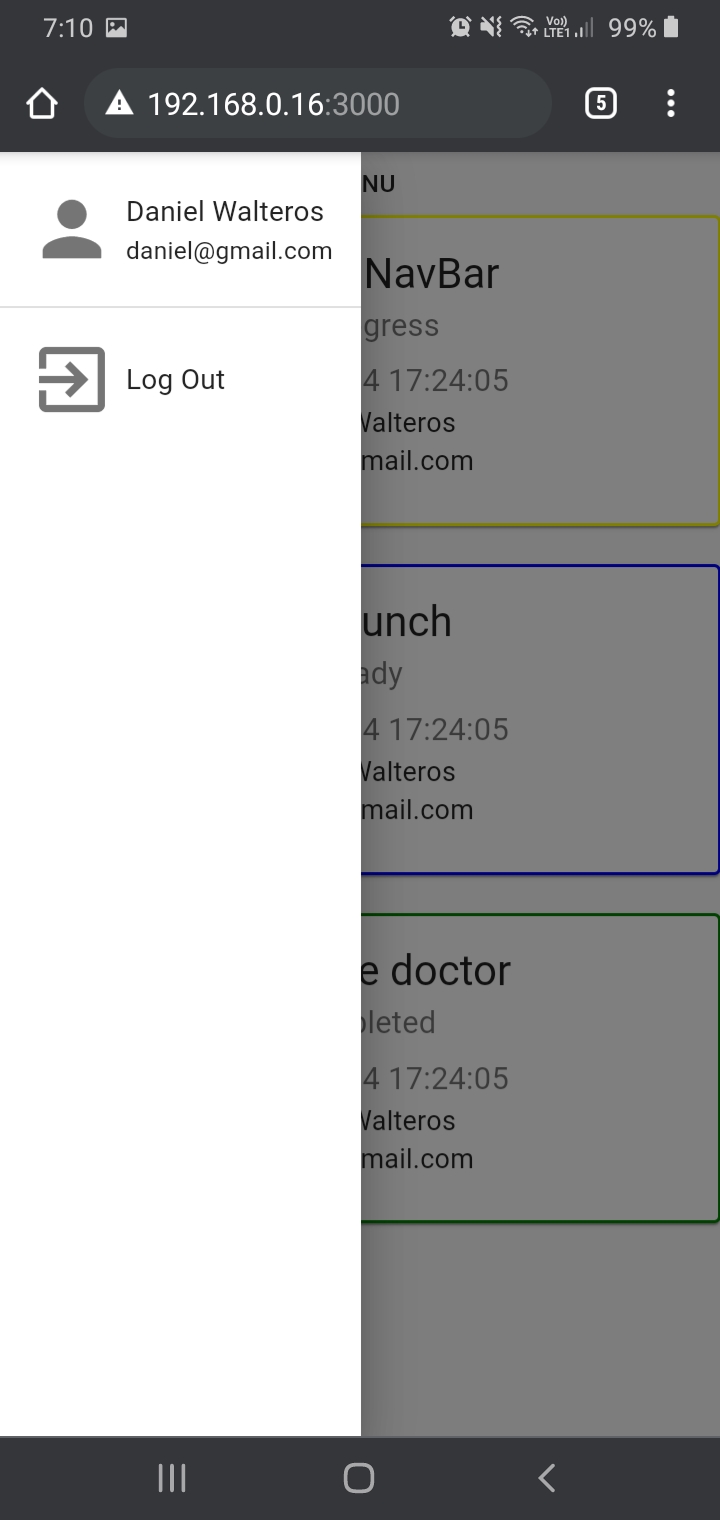 7:10 Vo)) LTE1 99%
192.168.0.16:3000 5
Daniel Walteros
daniel@gmail.com
Log Out
NU
NavBar
gress
4 17:24:05
Walteros
mail.com
unch
ady
4 17:24:05
Walteros
mail.com
e doctor
pleted
4 17:24:05
Walteros
mail.com